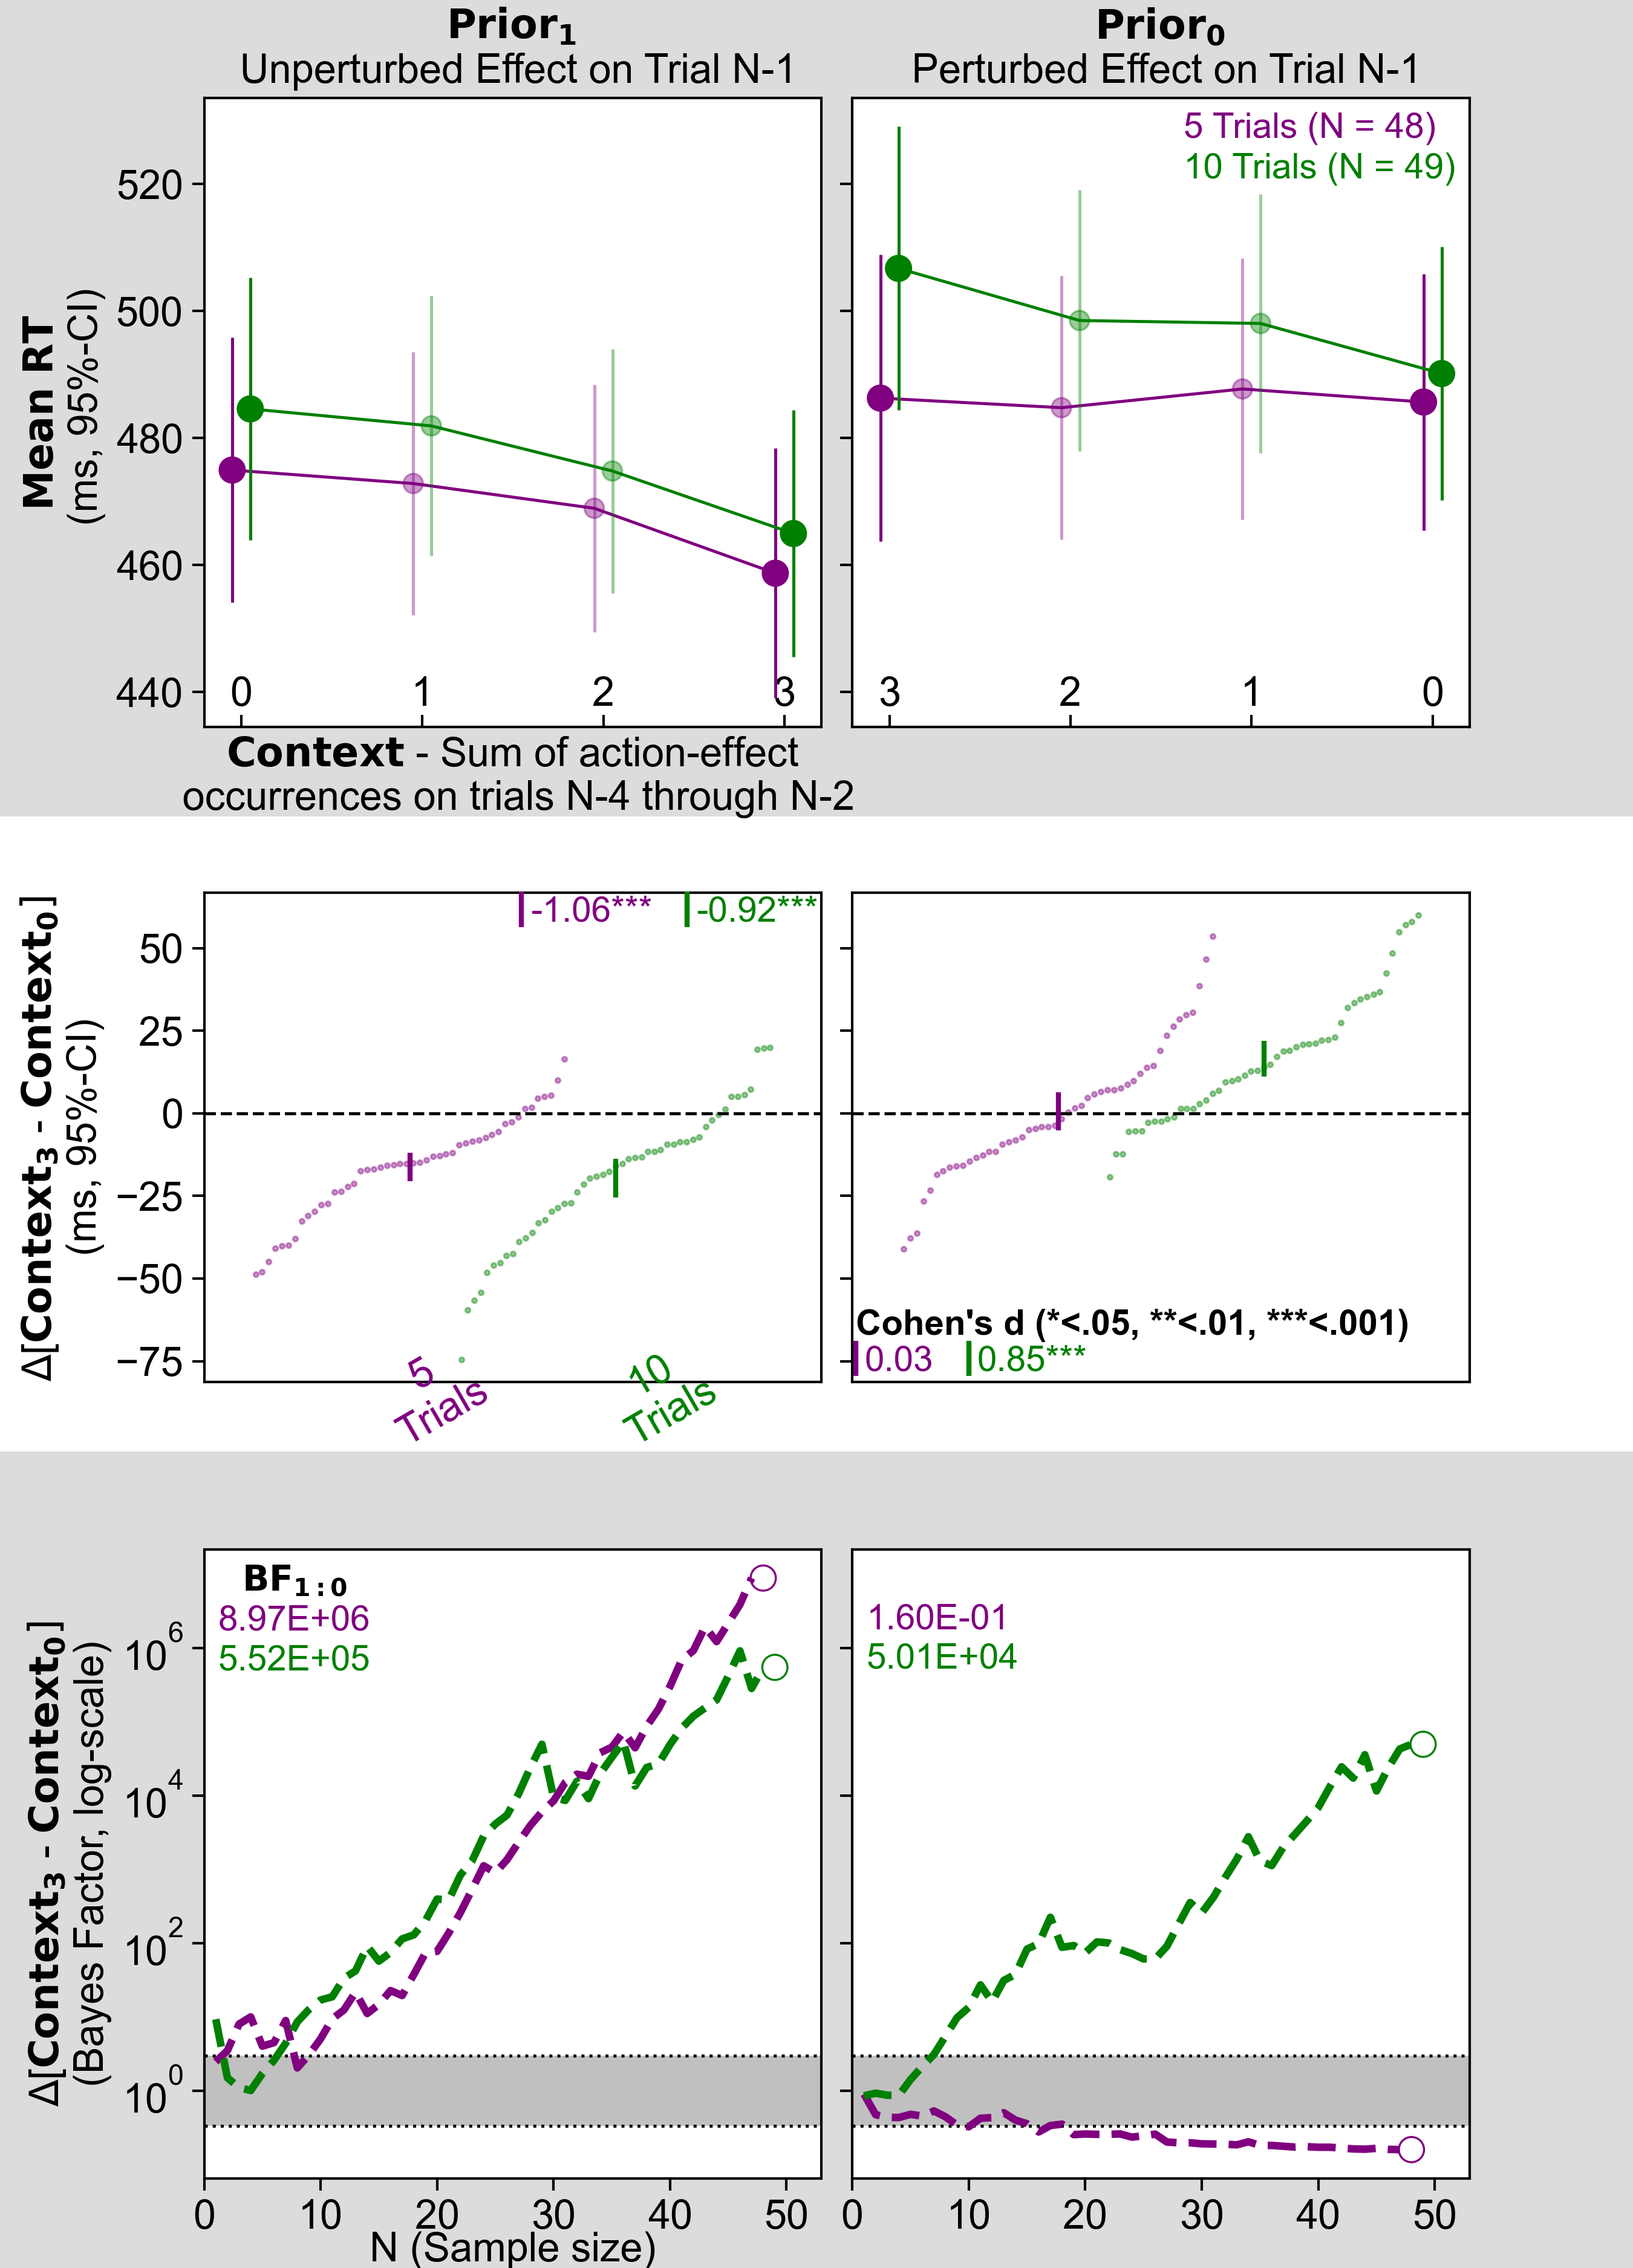 Prior₁
Unperturbed Effect on Trial N-1
Prior₀
Perturbed Effect on Trial N-1
Mean RT
(ms, 95%-CI)
520
500
480
460
440
5 Trials (N = 48)
10 Trials (N = 49)
0 1 2 3
3 2 1 0
Context - Sum of action-effect
occurrences on trials N-4 through N-2
Δ[Context₃ - Context₀]
(ms, 95%-CI)
50
25
0
−25
−50
−75
-1.06*** -0.92***
5
Trials
10
Trials
Cohen's d (*<.05, **<.01, ***<.001)
0.03 0.85***
Δ[Context₃ - Context₀]
(Bayes Factor, log-scale)
10⁶
10⁴
10²
10⁰
BF₁:₀
8.97E+06
5.52E+05
1.60E-01
5.01E+04
0 10 20 30 40 50
0 10 20 30 40 50
N (Sample size)